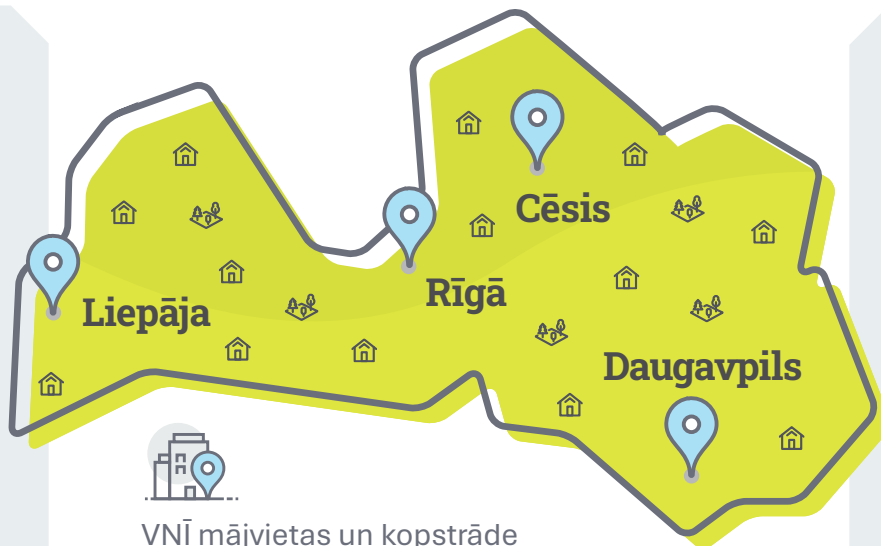 Cēsis
Rīgā
Liepāja
Daugavpils
VNĪ mājvietas un kopstrāde